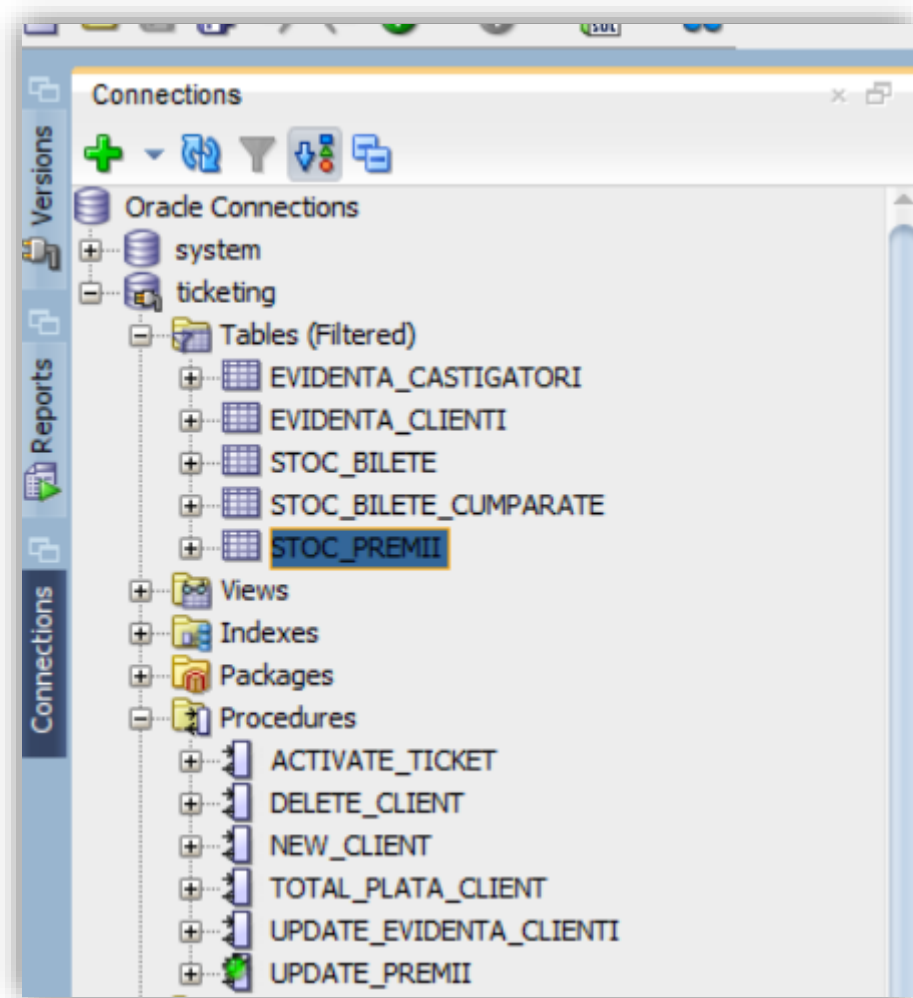 SQL
Versions
Reports
Connections
Connections
Oracle Connections
system
ticketing
Tables (Filtered)
EVIDENTA_CASTIGATORI
EVIDENTA_CLIENTI
STOC_BILETE
STOC_BILETE_CUMPARATE
STOC_PREMII
Views
Indexes
Packages
Procedures
ACTIVATE_TICKET
DELETE_CLIENT
NEW_CLIENT
TOTAL_PLATA_CLIENT
UPDATE_EVIDENTA_CLIENTI
UPDATE_PREMII